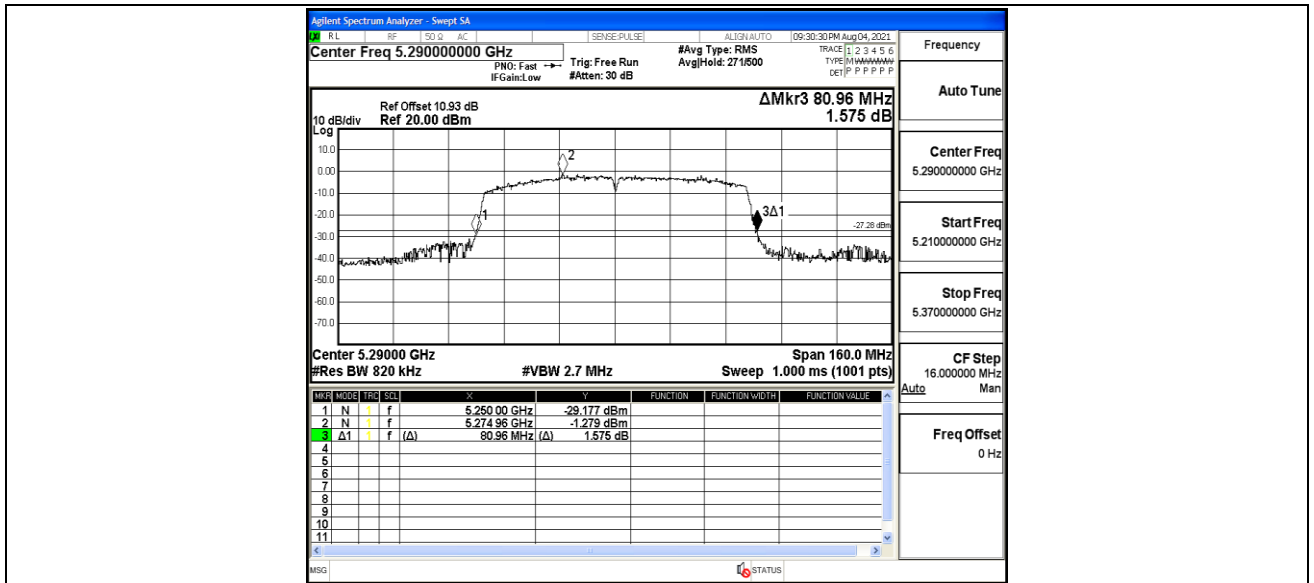 Agilent Spectrum Analyzer - Swept SA
LXI RL RF 50 Ω AC SENSE:PULSE ALIGN AUTO 09:30:30 PM Aug 04, 2021
Center Freq 5.290000000 GHz
PNO: Fast
IFGain:Low
Trig: Free Run
#Atten: 30 dB
#Avg Type: RMS
Avg|Hold: 271/500
TRACE 1 2 3 4 5 6
TYPE M WWWWW
DET P P P P P P
ΔMkr3 80.96 MHz
1.575 dB
Ref Offset 10.93 dB
10 dB/div Ref 20.00 dBm
Log
10.0
0.00
-10.0
-20.0
-30.0
-40.0
-50.0
-60.0
-70.0
1
2
3Δ1
-27.28 dBm
Center 5.29000 GHz Span 160.0 MHz
#Res BW 820 kHz #VBW 2.7 MHz Sweep 1.000 ms (1001 pts)
MKR MODE TRC SCL X Y FUNCTION FUNCTION WIDTH FUNCTION VALUE
1 N 1 f 5.250 00 GHz -29.177 dBm
2 N 1 f 5.274 96 GHz -1.279 dBm
3 Δ1 1 f (Δ) 80.96 MHz (Δ) 1.575 dB
4
5
6
7
8
9
10
11
MSG STATUS
Frequency
Auto Tune
Center Freq
5.290000000 GHz
Start Freq
5.210000000 GHz
Stop Freq
5.370000000 GHz
CF Step
16.000000 MHz
Auto Man
Freq Offset
0 Hz